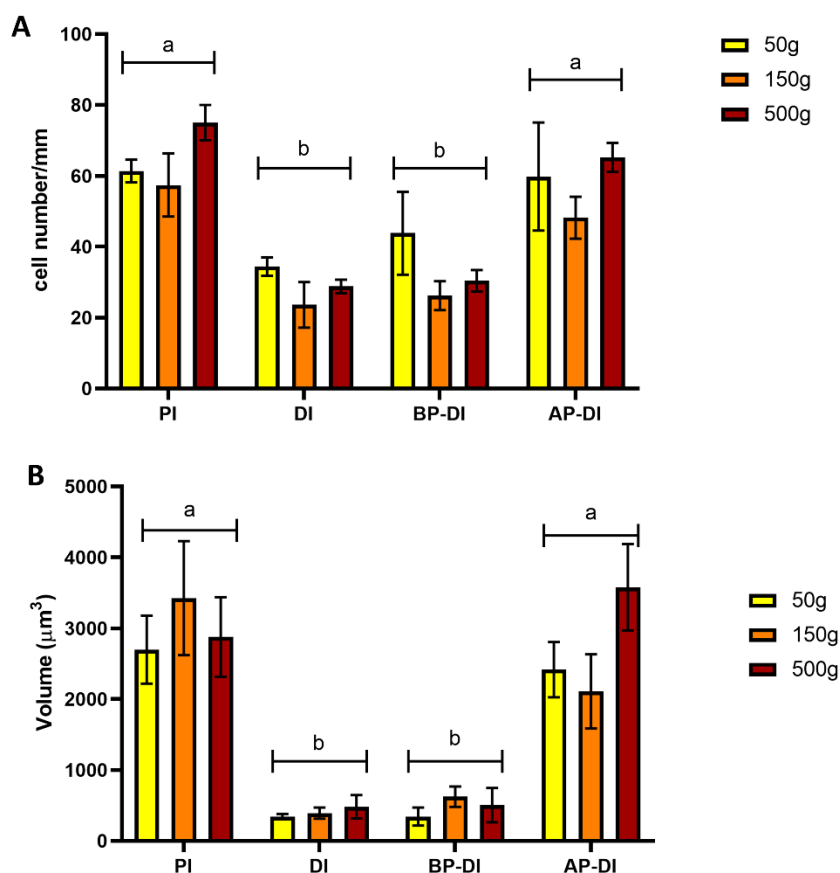 A
100
80
60
40
20
0
cell number/mm
a
b
b
a
PI
DI
BP-DI
AP-DI
50g
150g
500g
B
5000
4000
3000
2000
1000
0
Volume (μm³)
a
b
b
a
PI
DI
BP-DI
AP-DI
50g
150g
500g